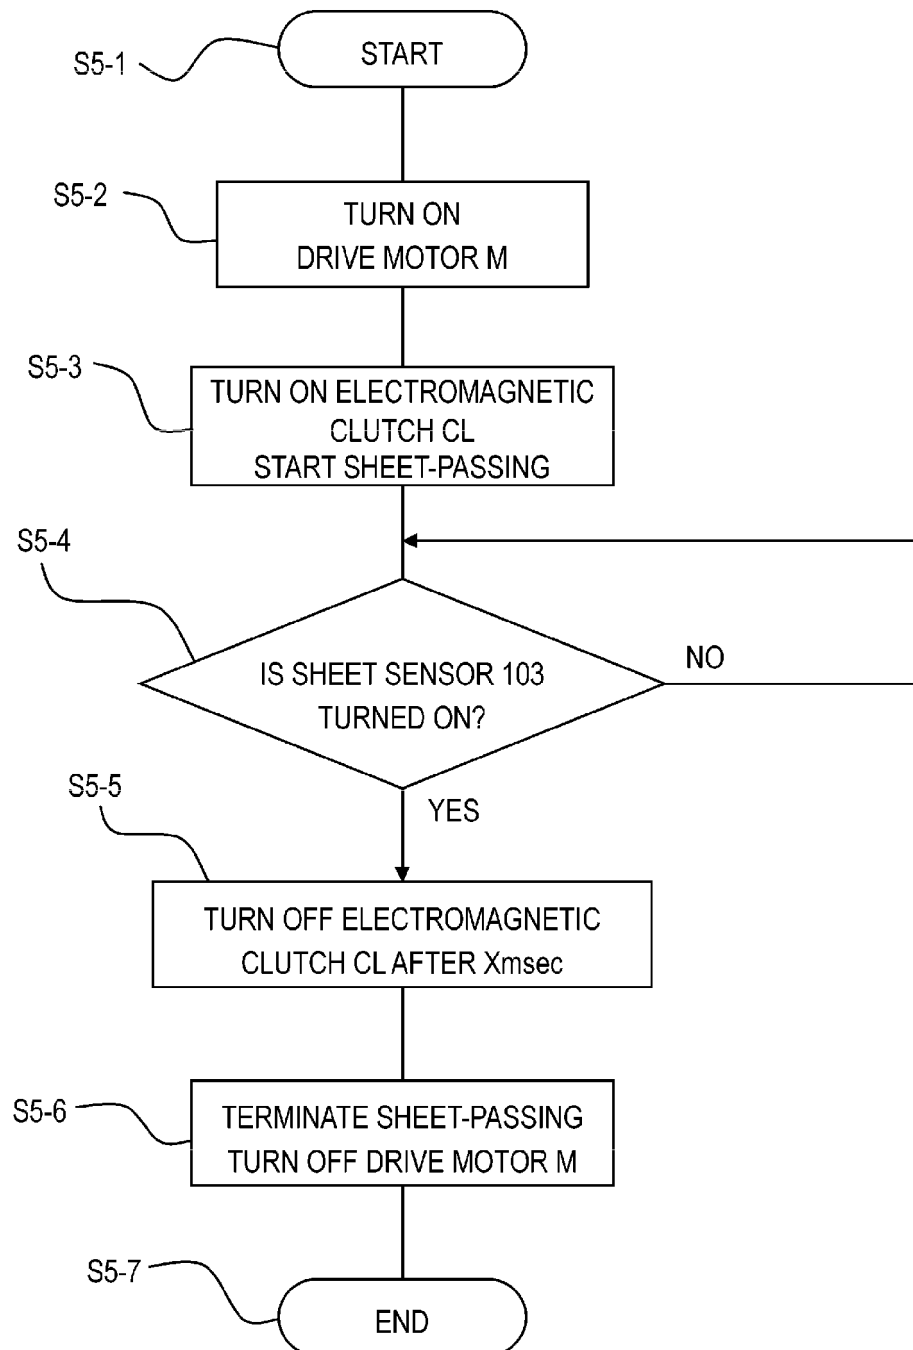 S5-1
START
S5-2
TURN ON
DRIVE MOTOR M
S5-3
TURN ON ELECTROMAGNETIC
CLUTCH CL
START SHEET-PASSING
S5-4
IS SHEET SENSOR 103
TURNED ON?
NO
S5-5
YES
TURN OFF ELECTROMAGNETIC
CLUTCH CL AFTER Xmsec
S5-6
TERMINATE SHEET-PASSING
TURN OFF DRIVE MOTOR M
S5-7
END